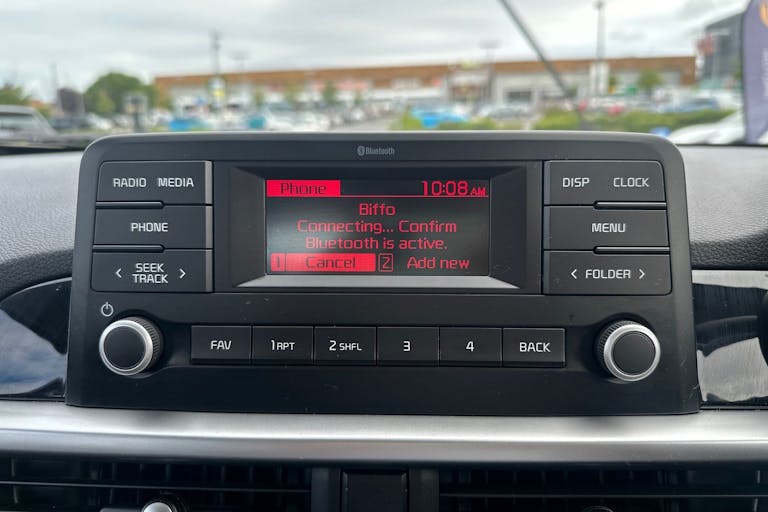 Bluetooth
RADIO MEDIA
PHONE
SEEK
TRACK
Phone 10:08 AM
Biffo
Connecting... Confirm
Bluetooth is active.
1 Cancel 2 Add new
DISP CLOCK
MENU
FOLDER
FAV
1 RPT
2 SHFL
3
4
BACK